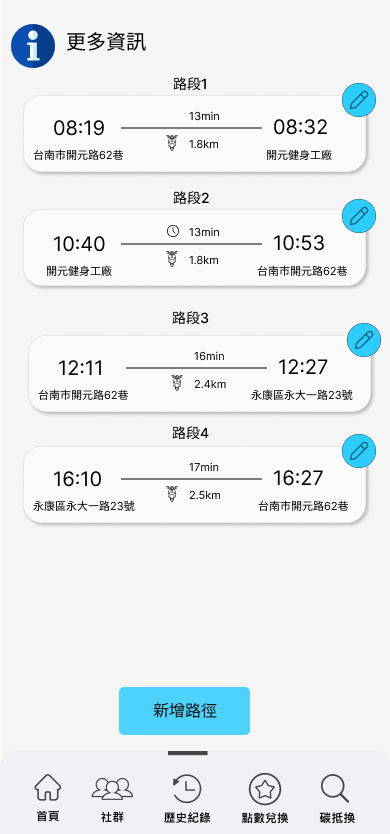 更多資訊
路段1
08:19 13min 08:32
台南市開元路62巷 1.8km 開元健身工廠
路段2
10:40 13min 10:53
開元健身工廠 1.8km 台南市開元路62巷
路段3
12:11 16min 12:27
台南市開元路62巷 2.4km 永康區永大一路23號
路段4
16:10 17min 16:27
永康區永大一路23號 2.5km 台南市開元路62巷
新增路徑
首頁 社群 歷史紀錄 點數兌換 碳抵換